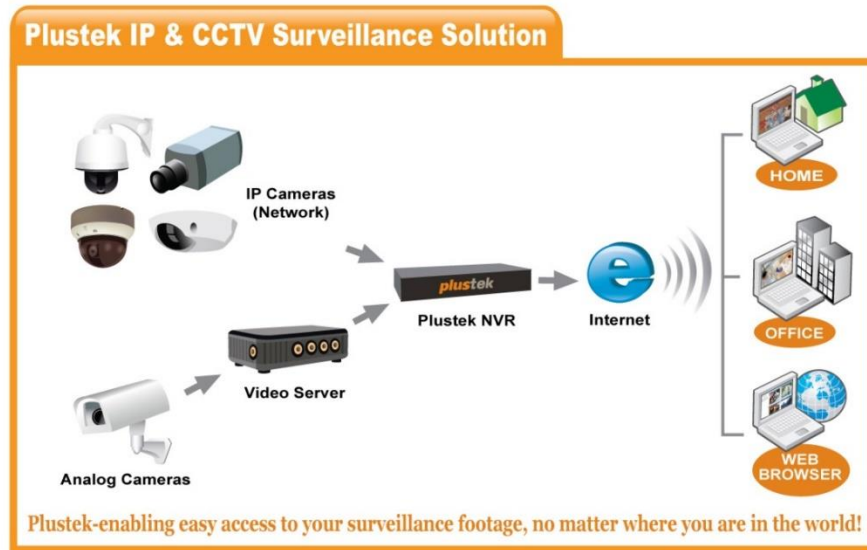 Plustek IP & CCTV Surveillance Solution
IP Cameras
(Network)
HOME
plustek
Plustek NVR
Internet
OFFICE
Video Server
Analog Cameras
WEB
BROWSER
Plustek-enabling easy access to your surveillance footage, no matter where you are in the world!